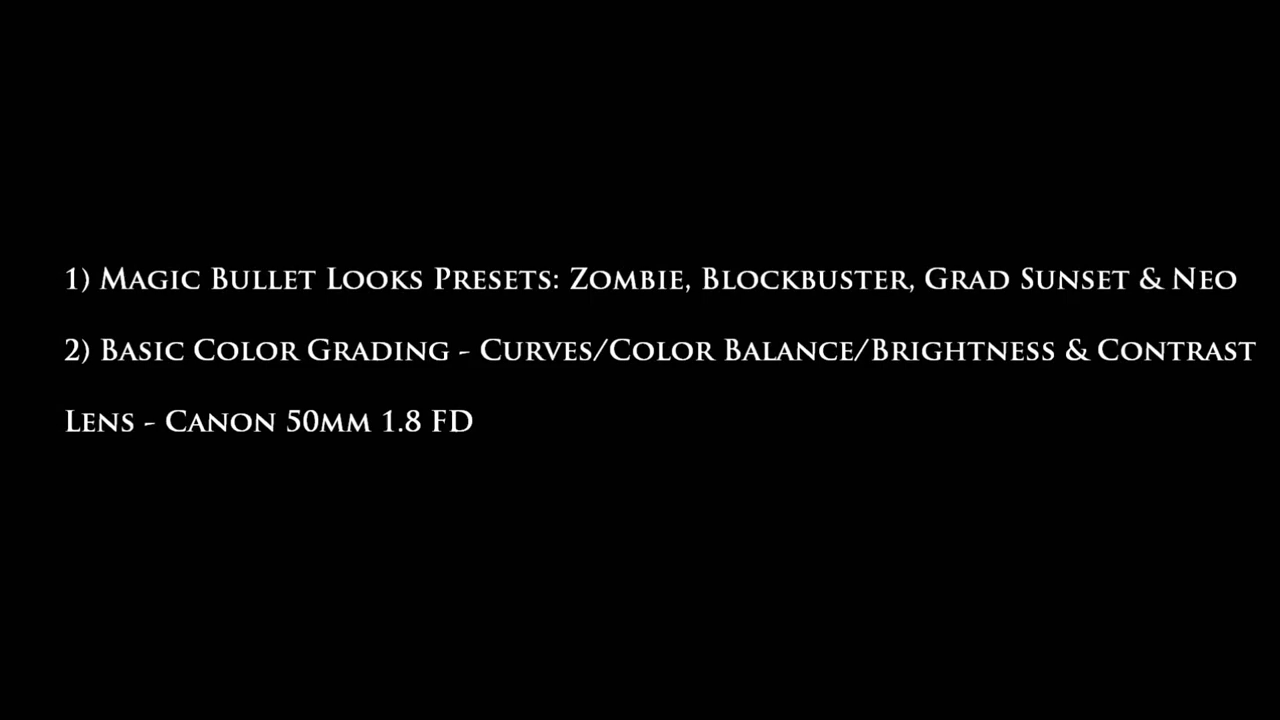 1) Magic Bullet Looks Presets: Zombie, Blockbuster, Grad Sunset & Neo
2) Basic Color Grading - Curves/Color Balance/Brightness & Contrast
Lens - Canon 50mm 1.8 FD